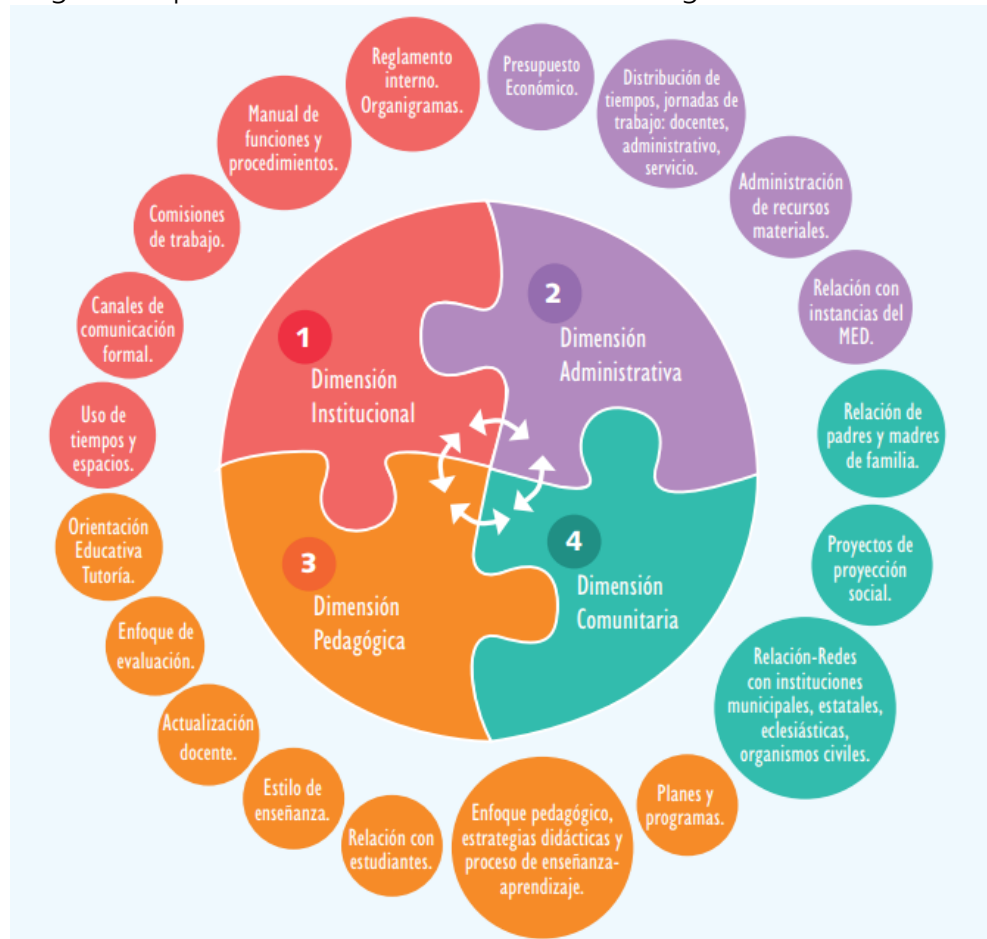 Reglamento
interno.
Organigramas.
Presupuesto
Económico.
Distribución de
tiempos, jornadas de
trabajo: docentes,
administrativo,
servicio.
Manual de
funciones y
procedimientos.
Administración
de recursos
materiales.
Comisiones
de trabajo.
Relación con
instancias del
MED.
Canales de
comunicación
formal.
Uso de
tiempos y
espacios.
Relación de
padres y madres
de familia.
1
Dimensión
Institucional
2
Dimensión
Administrativa
3
Dimensión
Pedagógica
4
Dimensión
Comunitaria
Orientación
Educativa
Tutoría.
Proyectos de
proyección
social.
Enfoque de
evaluación.
Relación-Redes
con instituciones
municipales, estatales,
eclesiásticas,
organismos civiles.
Actualización
docente.
Estilo de
enseñanza.
Relación con
estudiantes.
Enfoque pedagógico,
estrategias didácticas y
proceso de enseñanza-
aprendizaje.
Planes y
programas.